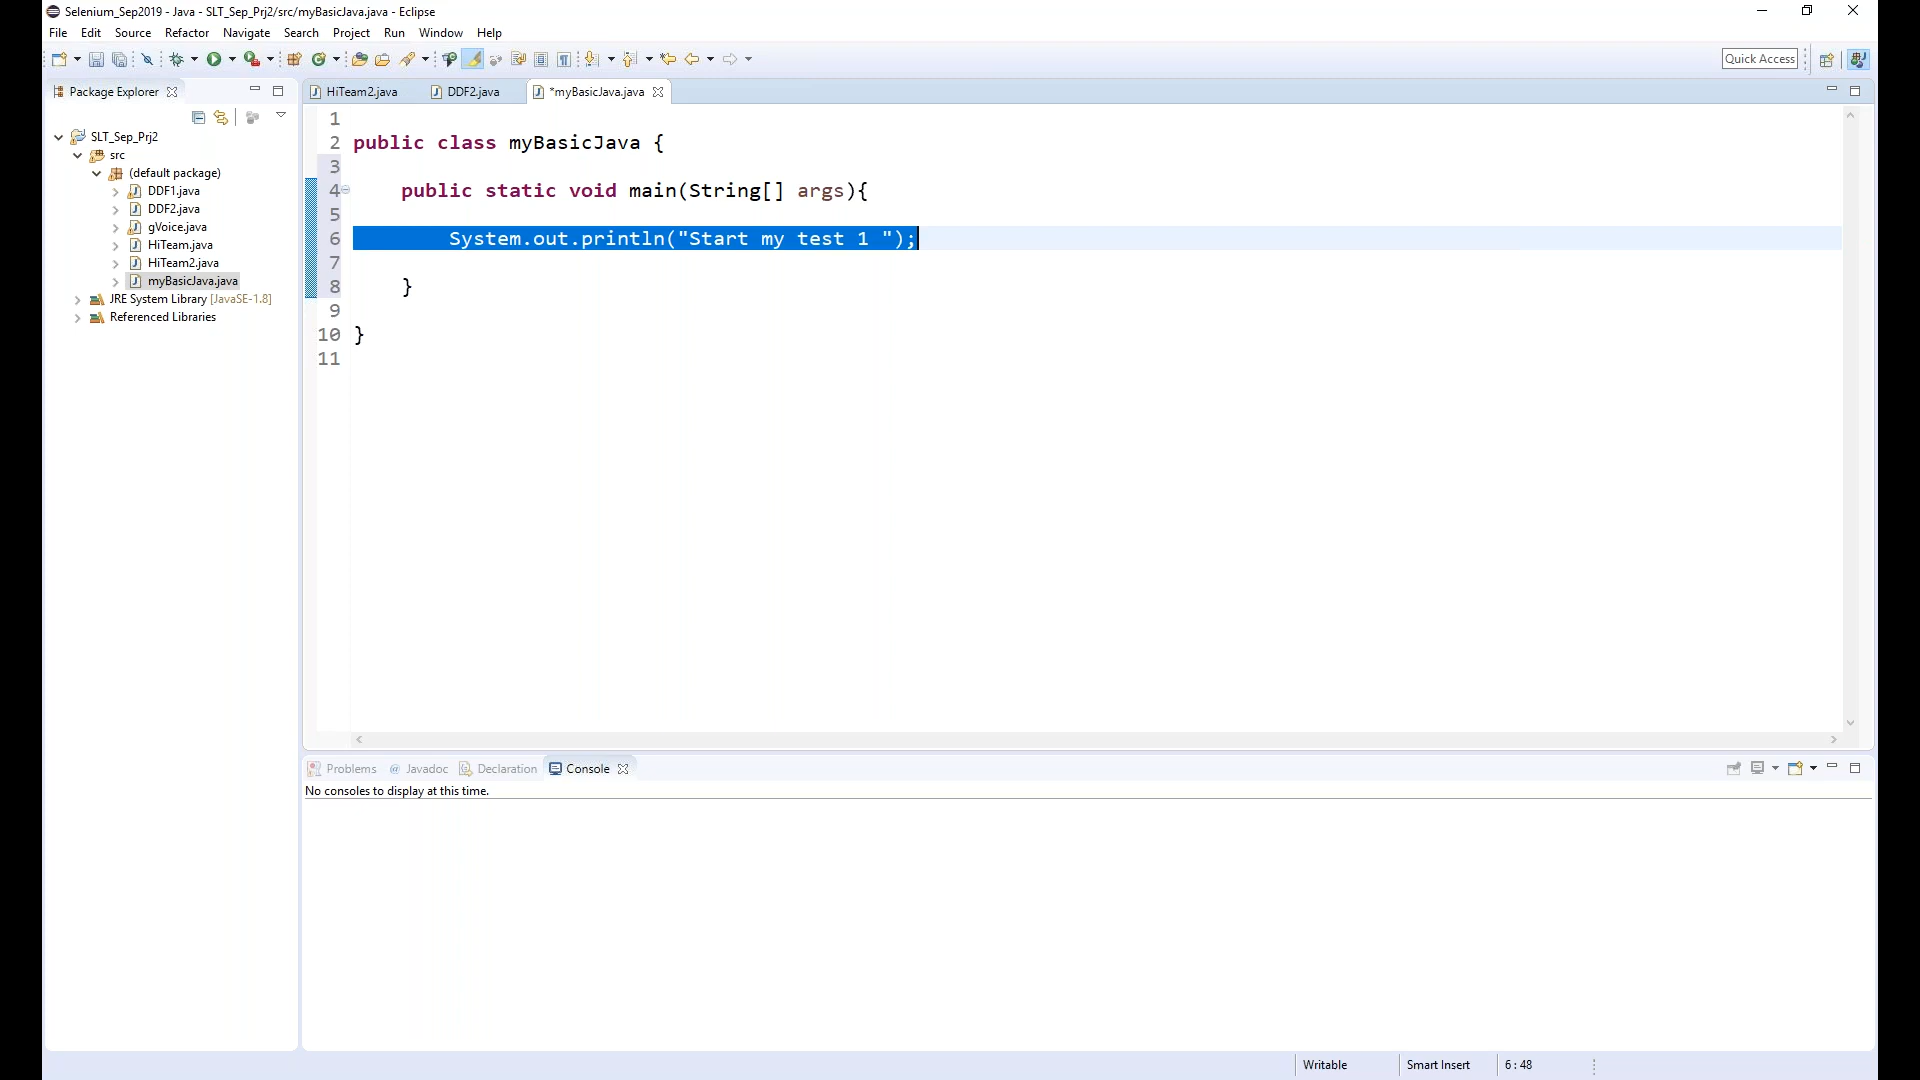 Selenium_Sep2019 - Java - SLT_Sep_Prj2/src/myBasicJava.java - Eclipse
File Edit Source Refactor Navigate Search Project Run Window Help
Quick Access
Package Explorer
HiTeam2.java DDF2.java *myBasicJava.java
SLT_Sep_Prj2
src
(default package)
DDF1.java
DDF2.java
gVoice.java
HiTeam.java
HiTeam2.java
myBasicJava.java
JRE System Library [JavaSE-1.8]
Referenced Libraries
1
2 public class myBasicJava {
3
4 public static void main(String[] args){
5
6 System.out.println("Start my test 1 ");
7
8 }
9
10 }
11
Problems @ Javadoc Declaration Console
No consoles to display at this time.
Writable Smart Insert 6 : 48